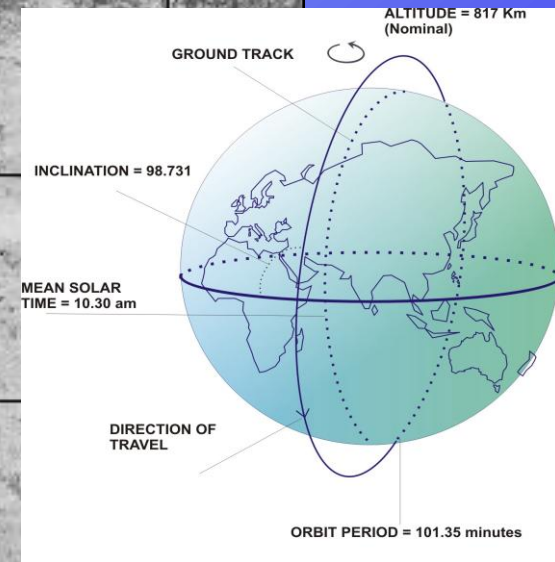 ALTITUDE = 817 Km
(Nominal)
GROUND TRACK
INCLINATION = 98.731
MEAN SOLAR
TIME = 10.30 am
DIRECTION OF
TRAVEL
ORBIT PERIOD = 101.35 minutes